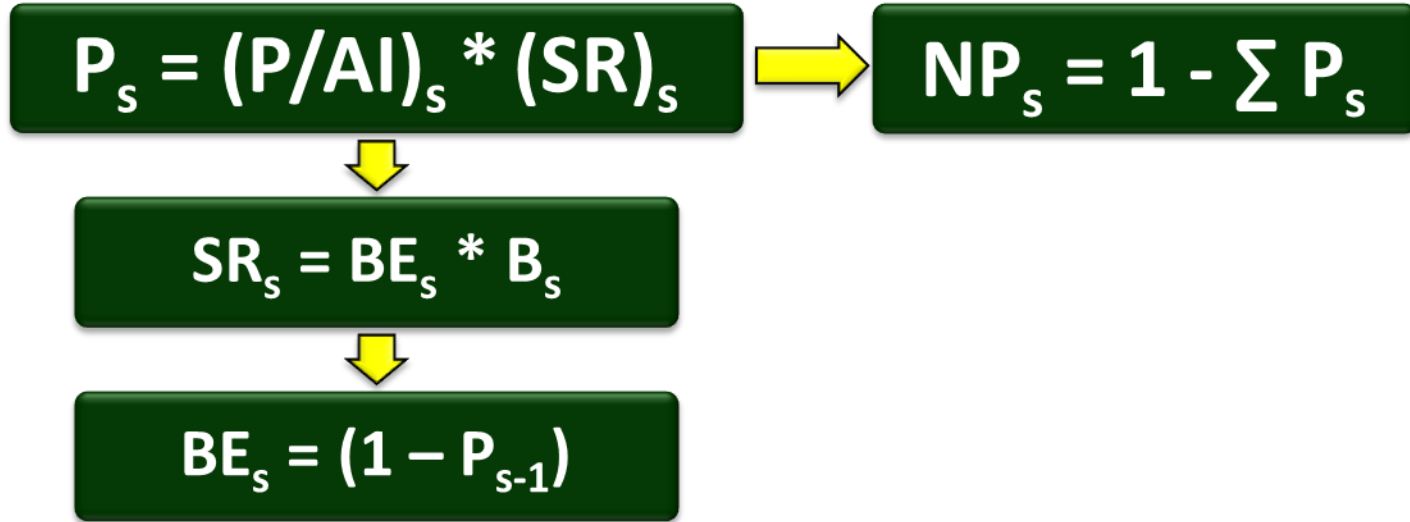 Pₛ = (P/AI)ₛ * (SR)ₛ
NPₛ = 1 - ∑ Pₛ
SRₛ = BEₛ * Bₛ
BEₛ = (1 – Pₛ₋₁)